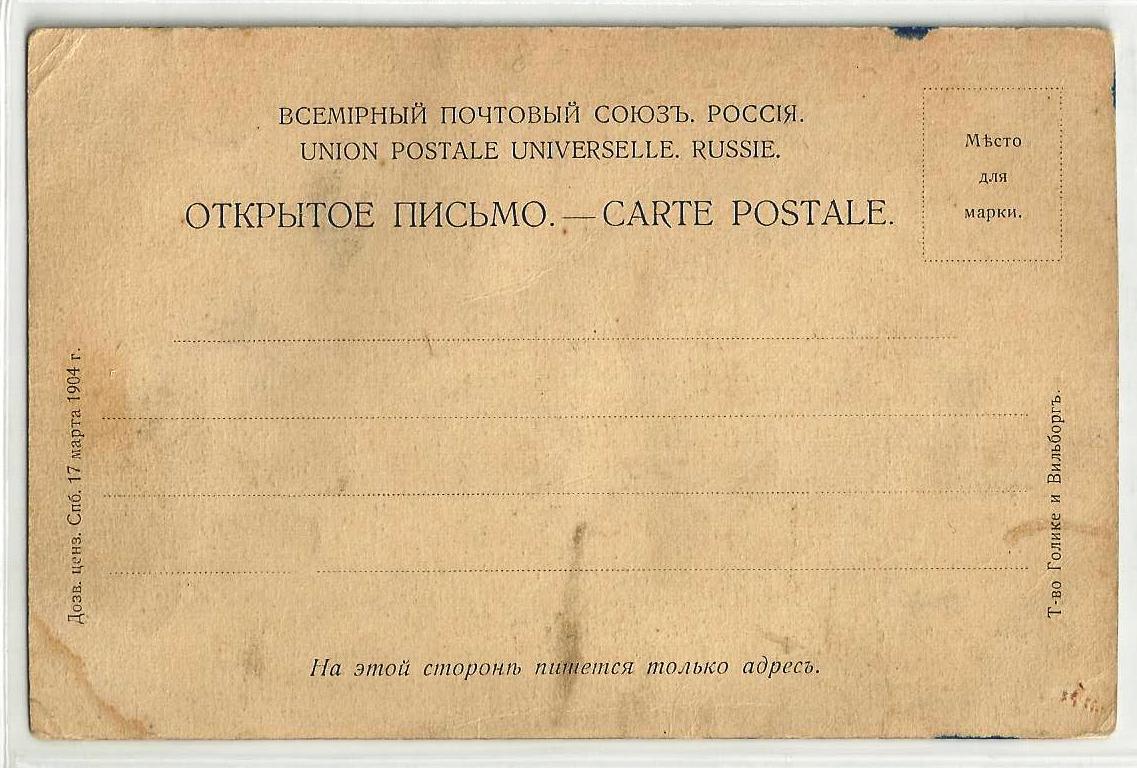 ВСЕМІРНЫЙ ПОЧТОВЫЙ СОЮЗЪ. РОССІЯ.
UNION POSTALE UNIVERSELLE. RUSSIE.
ОТКРЫТОЕ ПИСЬМО. — CARTE POSTALE.
Мѣсто
для
марки.
Дозв. ценз. Спб. 17 марта 1904 г.
Т-во Голике и Вильборгъ.
На этой сторонѣ пишется только адресъ.